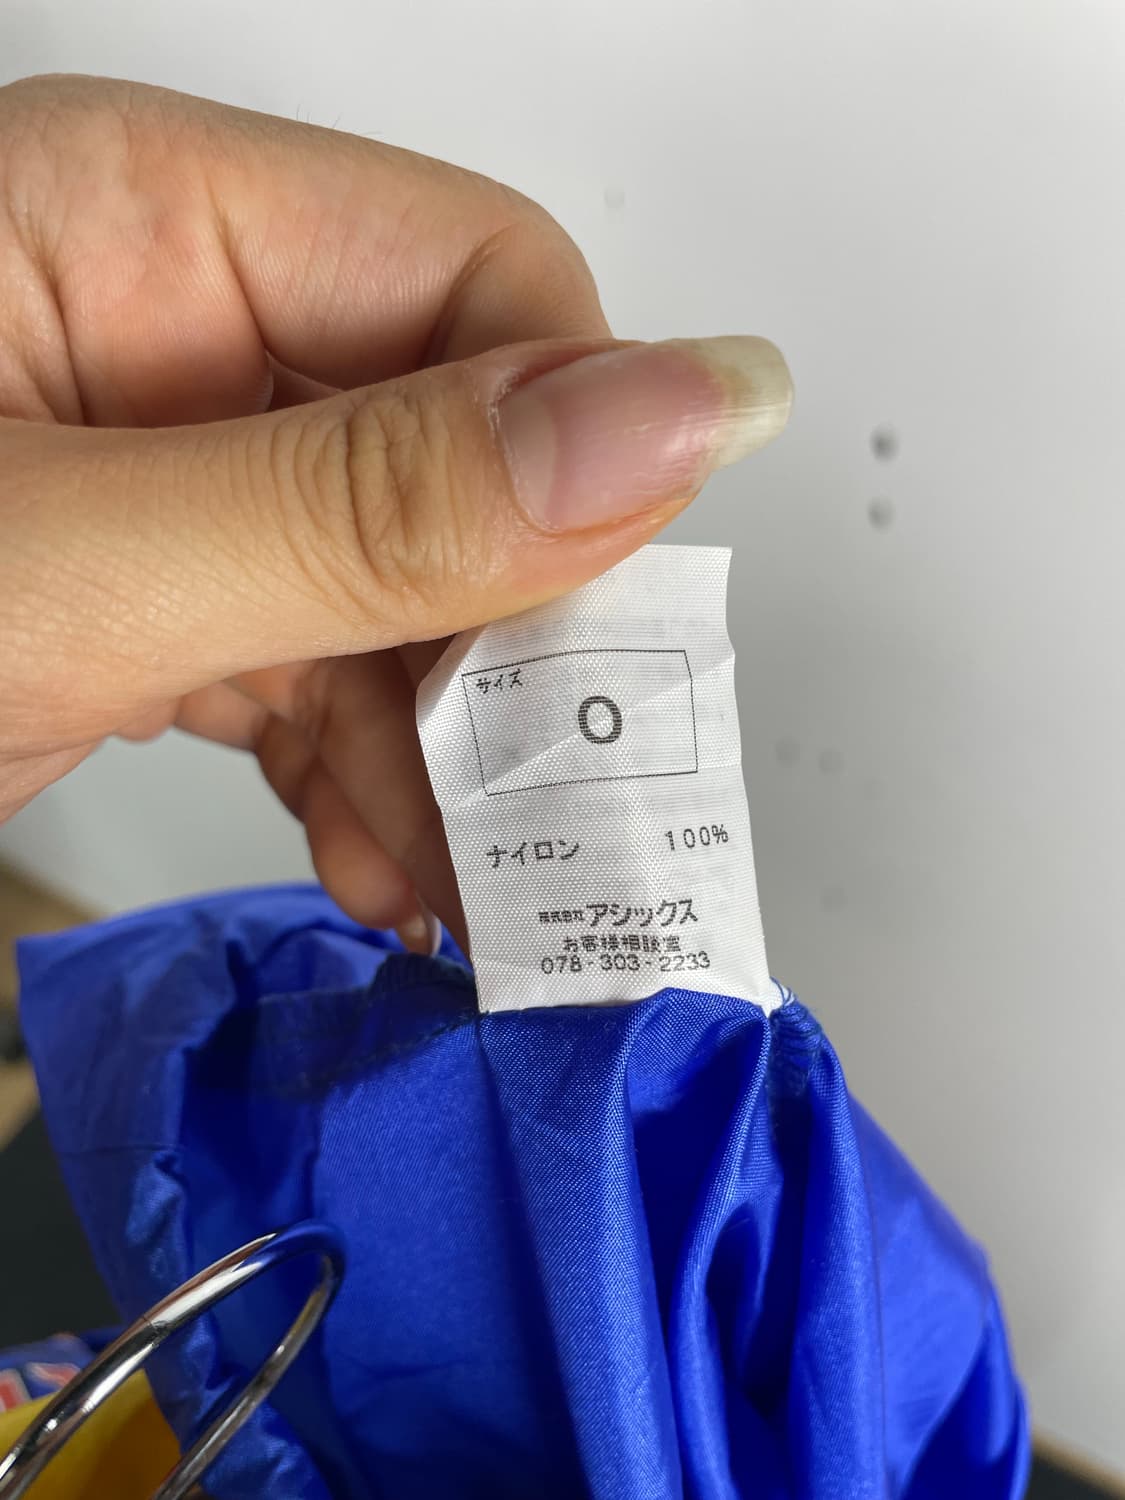 サイズ
O
ナイロン 100%
株式会社アシックス
お客様相談室
078-303-2233